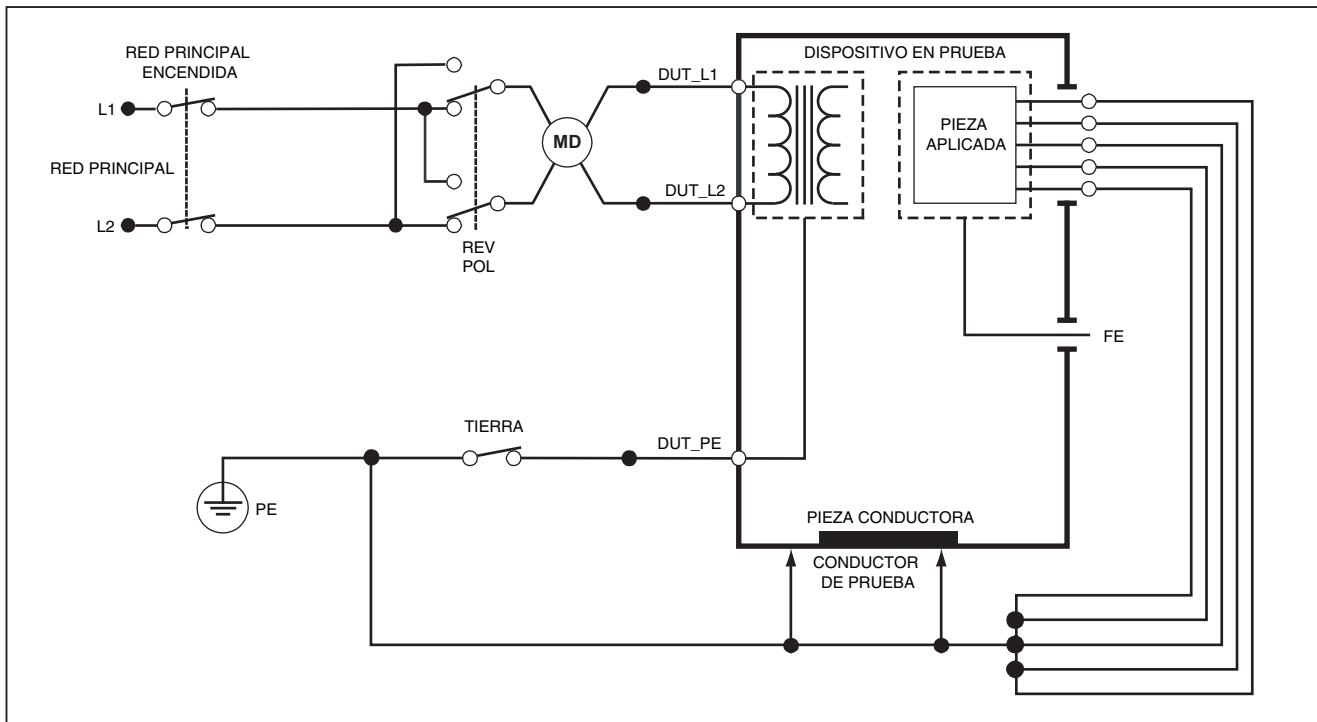 RED PRINCIPAL
ENCENDIDA
L1
RED PRINCIPAL
L2
REV
POL
MD
DUT_L1
DUT_L2
DISPOSITIVO EN PRUEBA
PIEZA
APLICADA
FE
TIERRA
DUT_PE
PE
PIEZA CONDUCTORA
CONDUCTOR
DE PRUEBA